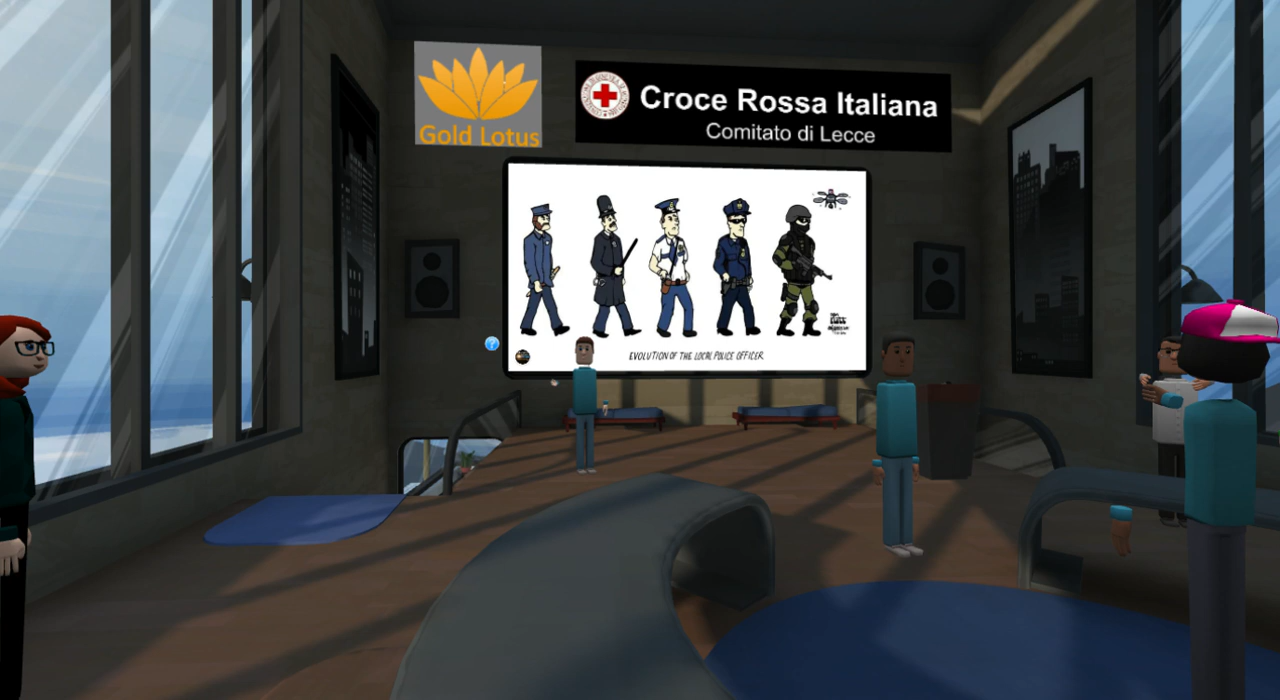 Gold Lotus
Croce Rossa Italiana
Comitato di Lecce
EVOLUTION OF THE LOCAL POLICE OFFICER